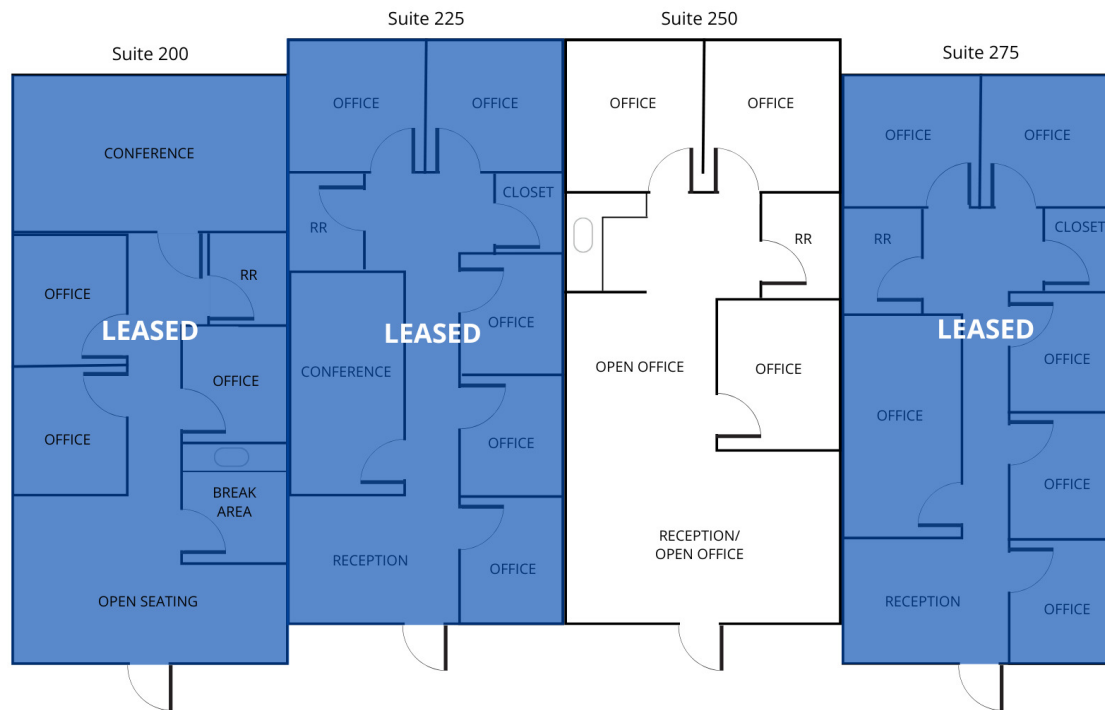 Suite 200
CONFERENCE
OFFICE
RR
LEASED
OFFICE
OFFICE
BREAK
AREA
OPEN SEATING
Suite 225
OFFICE
OFFICE
RR
CLOSET
OFFICE
LEASED
CONFERENCE
OFFICE
RECEPTION
OFFICE
Suite 250
OFFICE
OFFICE
RR
OPEN OFFICE
OFFICE
RECEPTION/
OPEN OFFICE
Suite 275
OFFICE
OFFICE
RR
CLOSET
LEASED
OFFICE
OFFICE
OFFICE
RECEPTION
OFFICE